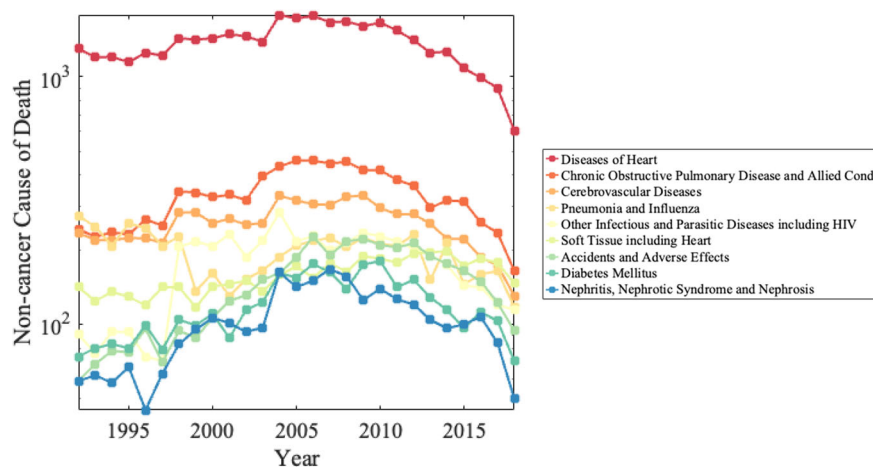 10³
10²
Non-cancer Cause of Death
1995 2000 2005 2010 2015
Year
Diseases of Heart
Chronic Obstructive Pulmonary Disease and Allied Cond
Cerebrovascular Diseases
Pneumonia and Influenza
Other Infectious and Parasitic Diseases including HIV
Soft Tissue including Heart
Accidents and Adverse Effects
Diabetes Mellitus
Nephritis, Nephrotic Syndrome and Nephrosis